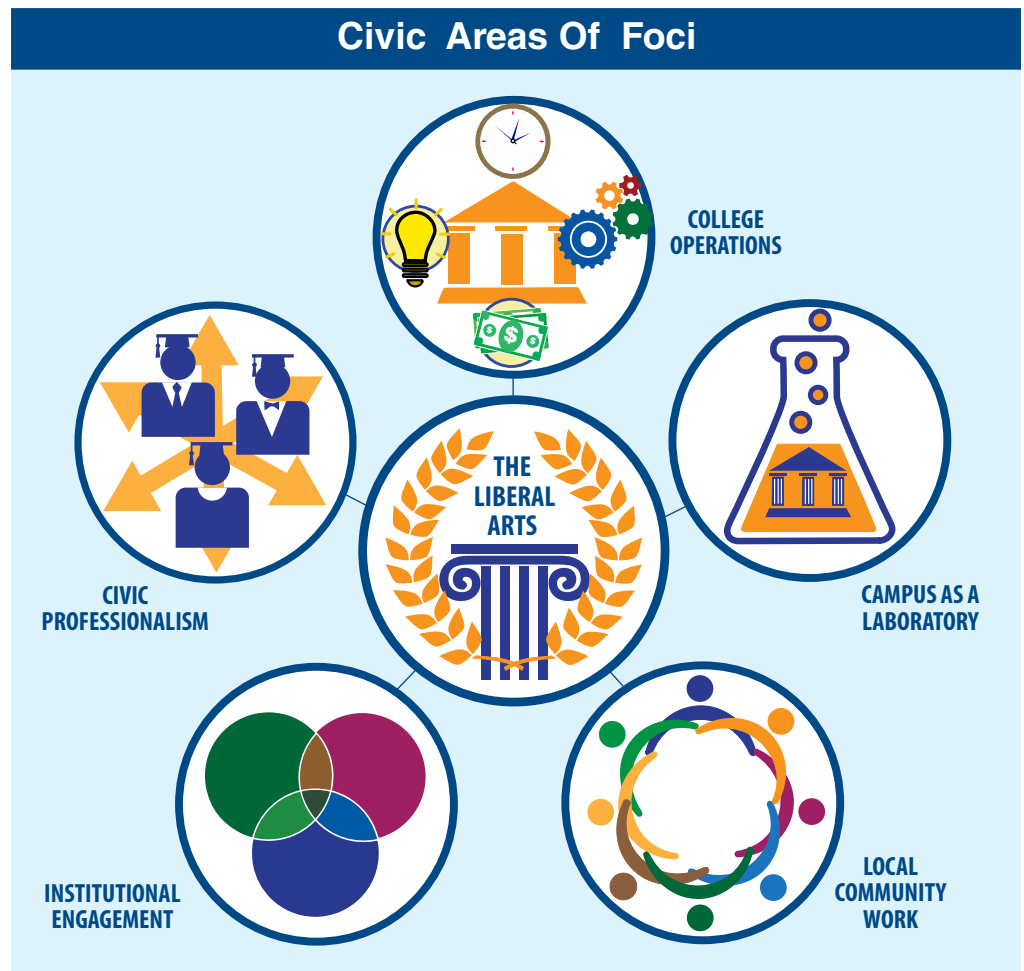 Civic Areas Of Foci
COLLEGE
OPERATIONS
$ $ $
THE
LIBERAL
ARTS
CIVIC
PROFESSIONALISM
CAMPUS AS A
LABORATORY
INSTITUTIONAL
ENGAGEMENT
LOCAL
COMMUNITY
WORK